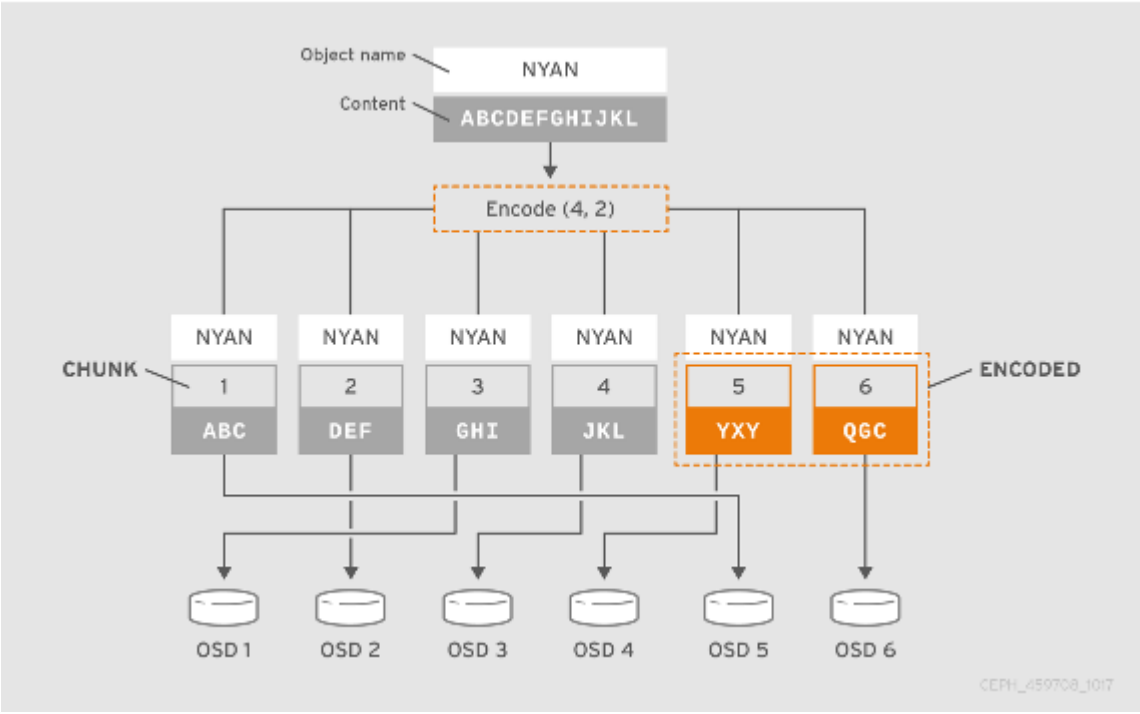 Object name
NYAN
Content
ABCDEFGHIJKL
Encode (4, 2)
NYAN NYAN NYAN NYAN NYAN NYAN
CHUNK 1 2 3 4 5 6 ENCODED
ABC DEF GHI JKL YXY QGC
OSD 1 OSD 2 OSD 3 OSD 4 OSD 5 OSD 6
CEPH_459708_1017